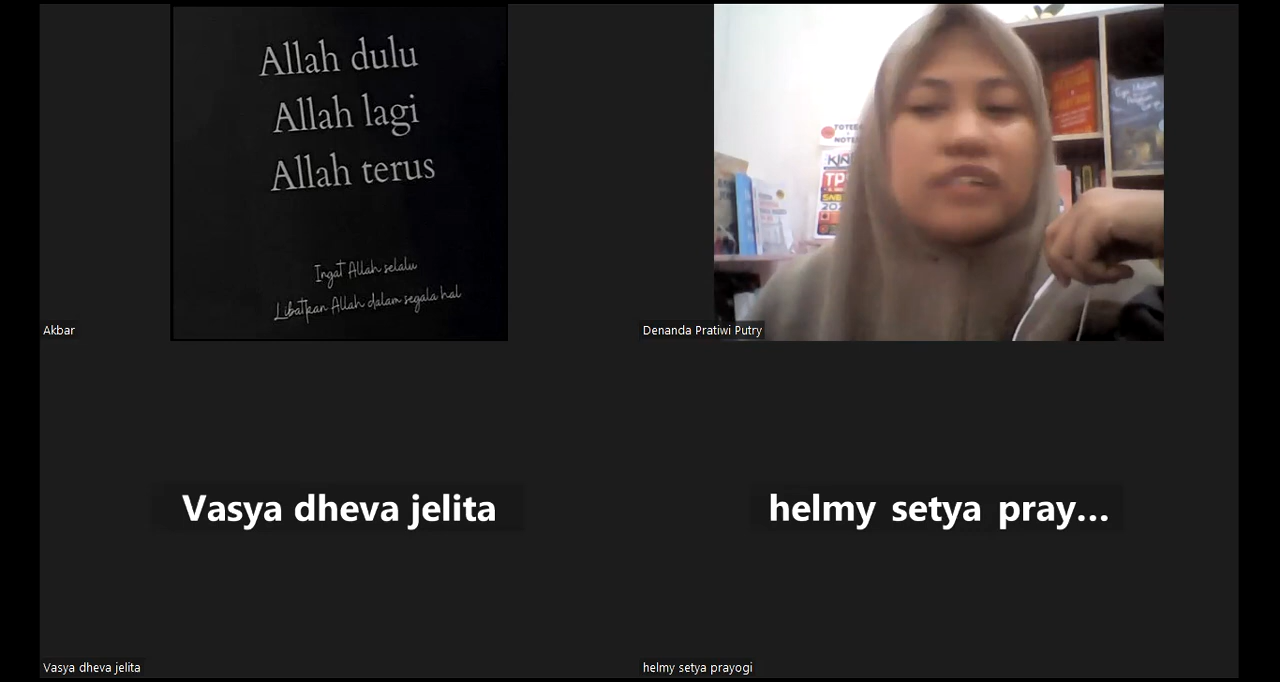 Allah dulu
Allah lagi
Allah terus
Ingat Allah selalu
Libatkan Allah dalam segala hal
Akbar
TP
Denanda Pratiwi Putry
Vasya dheva jelita
helmy setya pray...
Vasya dheva jelita
helmy setya prayogi